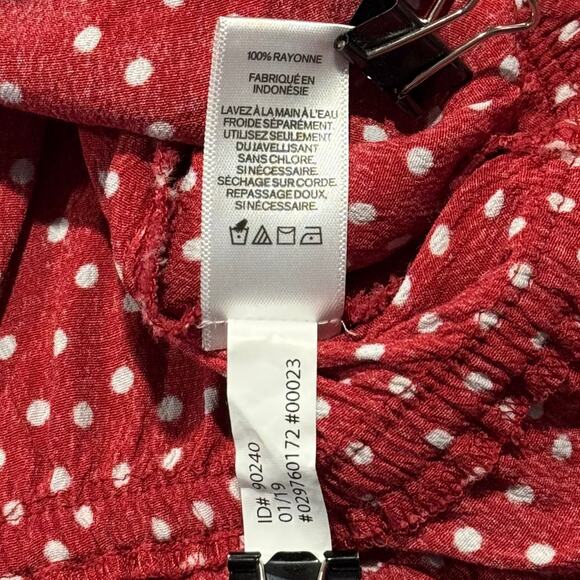 100% RAYONNE
FABRIQUÉ EN
INDONÉSIE
LAVEZ À LA MAIN À L'EAU
FROIDE SÉPARÉMENT.
UTILISEZ SEULEMENT
DU JAVELLISANT
SANS CHLORE,
SI NÉCESSAIRE.
SÉCHAGE SUR CORDE.
REPASSAGE DOUX,
SI NÉCESSAIRE.
ID# 90240
01/19
#029760172 #00023